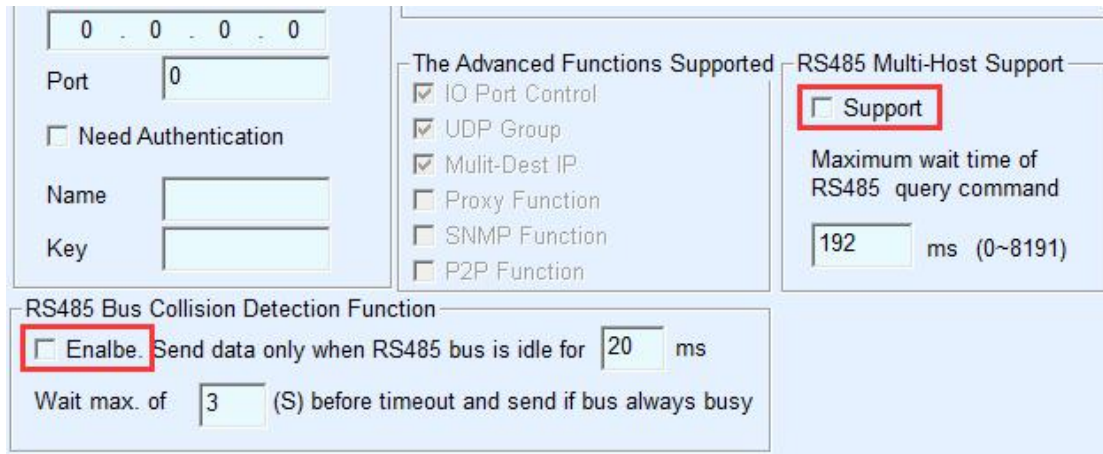 0 . 0 . 0 . 0
Port 0
Need Authentication
Name
Key
The Advanced Functions Supported
IO Port Control
UDP Group
Mulit-Dest IP
Proxy Function
SNMP Function
P2P Function
RS485 Multi-Host Support
Support
Maximum wait time of
RS485 query command
192 ms (0~8191)
RS485 Bus Collision Detection Function
Enalbe. Send data only when RS485 bus is idle for 20 ms
Wait max. of 3 (S) before timeout and send if bus always busy